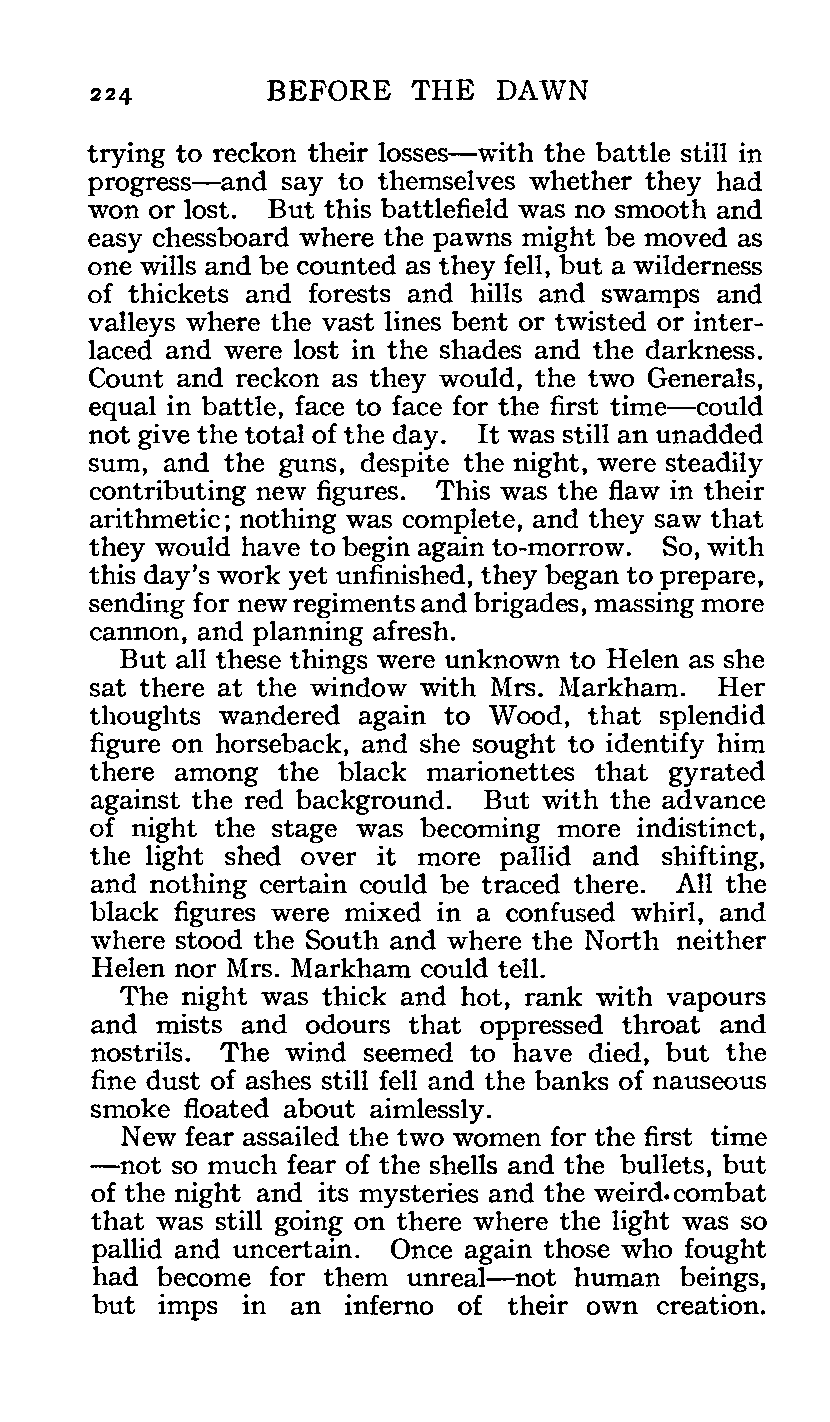 224 BEFORE THE DAWN
trying to reckon their losses—with the battle still in
progress—and say to themselves whether they had
won or lost. But this battlefield was no smooth and
easy chessboard where the pawns might be moved as
one wills and be counted as they fell, but a wilderness
of thickets and forests and hills and swamps and
valleys where the vast lines bent or twisted or inter-
laced and were lost in the shades and the darkness.
Count and reckon as they would, the two Generals,
equal in battle, face to face for the first time—could
not give the total of the day. It was still an unadded
sum, and the guns, despite the night, were steadily
contributing new figures. This was the flaw in their
arithmetic; nothing was complete, and they saw that
they would have to begin again to-morrow. So, with
this day's work yet unfinished, they began to prepare,
sending for new regiments and brigades, massing more
cannon, and planning afresh.
But all these things were unknown to Helen as she
sat there at the window with Mrs. Markham. Her
thoughts wandered again to Wood, that splendid
figure on horseback, and she sought to identify him
there among the black marionettes that gyrated
against the red background. But with the advance
of night the stage was becoming more indistinct,
the light shed over it more pallid and shifting,
and nothing certain could be traced there. All the
black figures were mixed in a confused whirl, and
where stood the South and where the North neither
Helen nor Mrs. Markham could tell.
The night was thick and hot, rank with vapours
and mists and odours that oppressed throat and
nostrils. The wind seemed to have died, but the
fine dust of ashes still fell and the banks of nauseous
smoke floated about aimlessly.
New fear assailed the two women for the first time
—not so much fear of the shells and the bullets, but
of the night and its mysteries and the weird combat
that was still going on there where the light was so
pallid and uncertain. Once again those who fought
had become for them unreal—not human beings,
but imps in an inferno of their own creation.